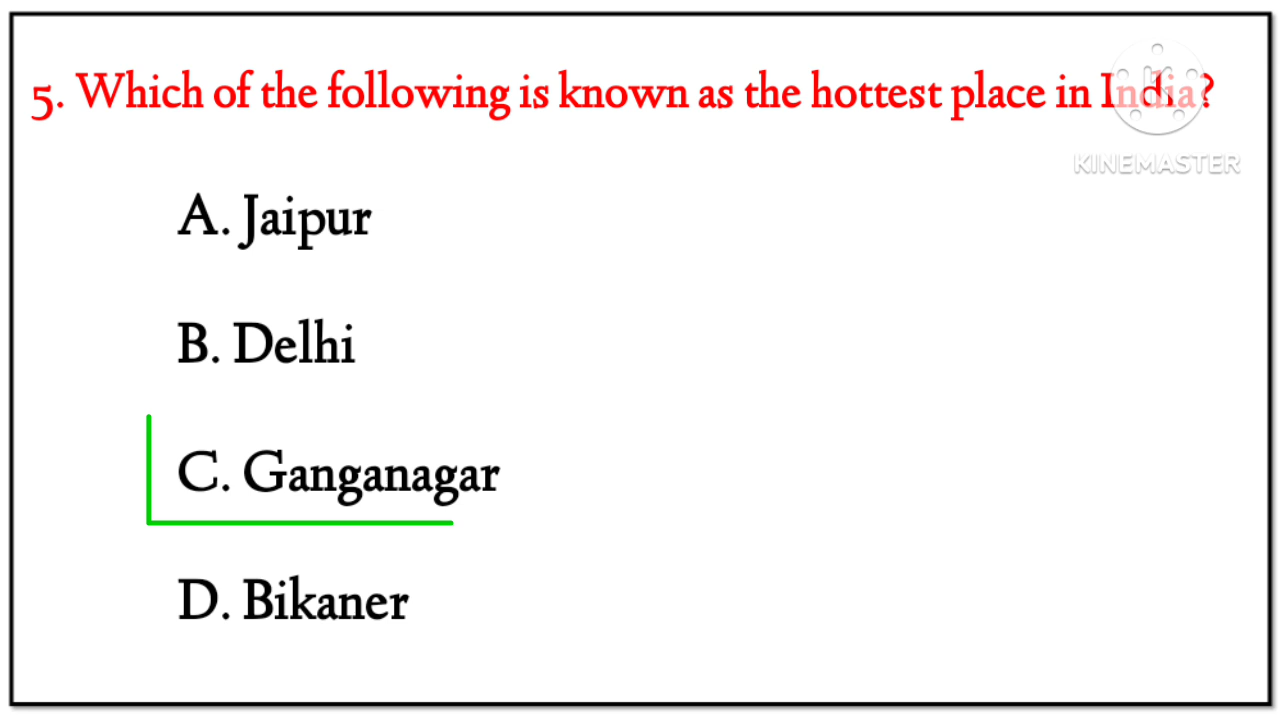 5. Which of the following is known as the hottest place in India?
KINEMASTER
A. Jaipur
B. Delhi
C. Ganganagar
D. Bikaner